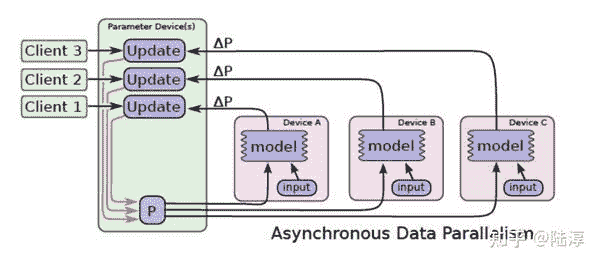 Parameter Device(s)
Client 3
Update
ΔP
Client 2
Update
ΔP
Client 1
Update
ΔP
Device A
Device B
Device C
model
model
model
input
input
input
P
Asynchronous Data Parallelism
知乎 @陆淳